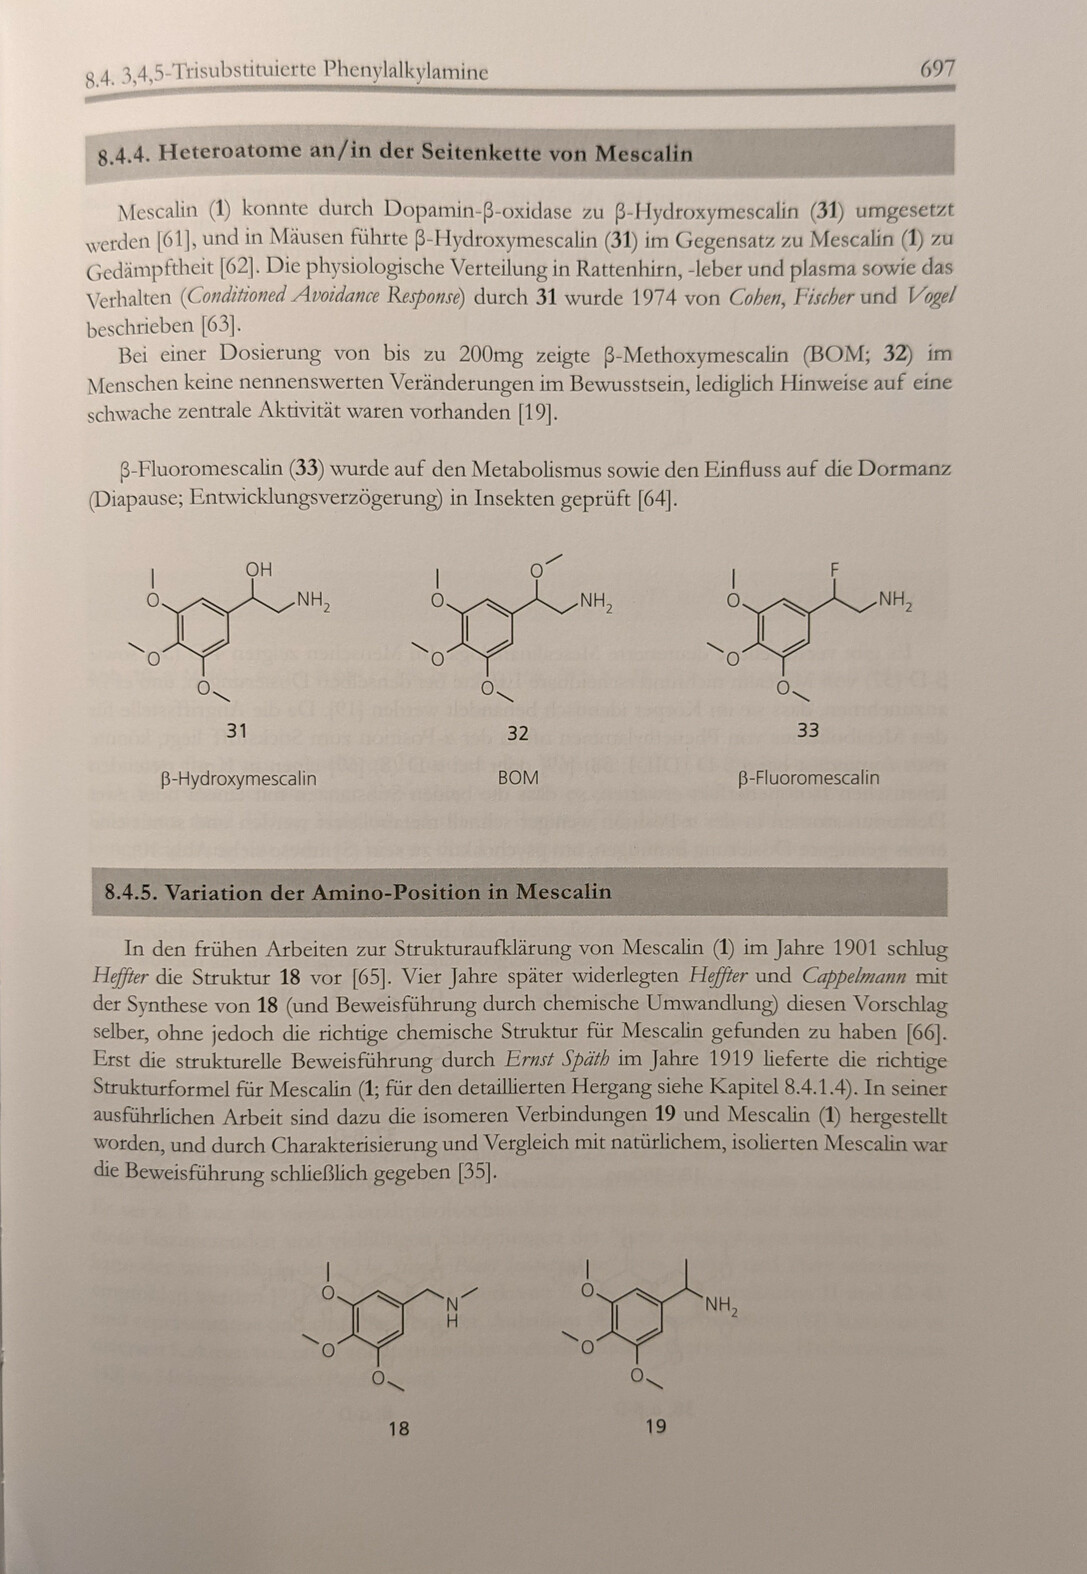 8.4. 3,4,5-Trisubstituierte Phenylalkylamine 697
8.4.4. Heteroatome an/in der Seitenkette von Mescalin
Mescalin (1) konnte durch Dopamin-β-oxidase zu β-Hydroxymescalin (31) umgesetzt
werden [61], und in Mäusen führte β-Hydroxymescalin (31) im Gegensatz zu Mescalin (1) zu
Gedämpftheit [62]. Die physiologische Verteilung in Rattenhirn, -leber und plasma sowie das
Verhalten (Conditioned Avoidance Response) durch 31 wurde 1974 von Cohen, Fischer und Vogel
beschrieben [63].
Bei einer Dosierung von bis zu 200mg zeigte β-Methoxymescalin (BOM; 32) im
Menschen keine nennenswerten Veränderungen im Bewusstsein, lediglich Hinweise auf eine
schwache zentrale Aktivität waren vorhanden [19].
β-Fluoromescalin (33) wurde auf den Metabolismus sowie den Einfluss auf die Dormanz
(Diapause; Entwicklungsverzögerung) in Insekten geprüft [64].
OH O F
O NH2 O NH2 O NH2
O O O
O O O
31 32 33
β-Hydroxymescalin BOM β-Fluoromescalin
8.4.5. Variation der Amino-Position in Mescalin
In den frühen Arbeiten zur Strukturaufklärung von Mescalin (1) im Jahre 1901 schlug
Heffter die Struktur 18 vor [65]. Vier Jahre später widerlegten Heffter und Cappelmann mit
der Synthese von 18 (und Beweisführung durch chemische Umwandlung) diesen Vorschlag
selber, ohne jedoch die richtige chemische Struktur für Mescalin gefunden zu haben [66].
Erst die strukturelle Beweisführung durch Ernst Späth im Jahre 1919 lieferte die richtige
Strukturformel für Mescalin (1; für den detaillierten Hergang siehe Kapitel 8.4.1.4). In seiner
ausführlichen Arbeit sind dazu die isomeren Verbindungen 19 und Mescalin (1) hergestellt
worden, und durch Charakterisierung und Vergleich mit natürlichem, isolierten Mescalin war
die Beweisführung schließlich gegeben [35].
O N O NH2
H
O O
O O
18 19